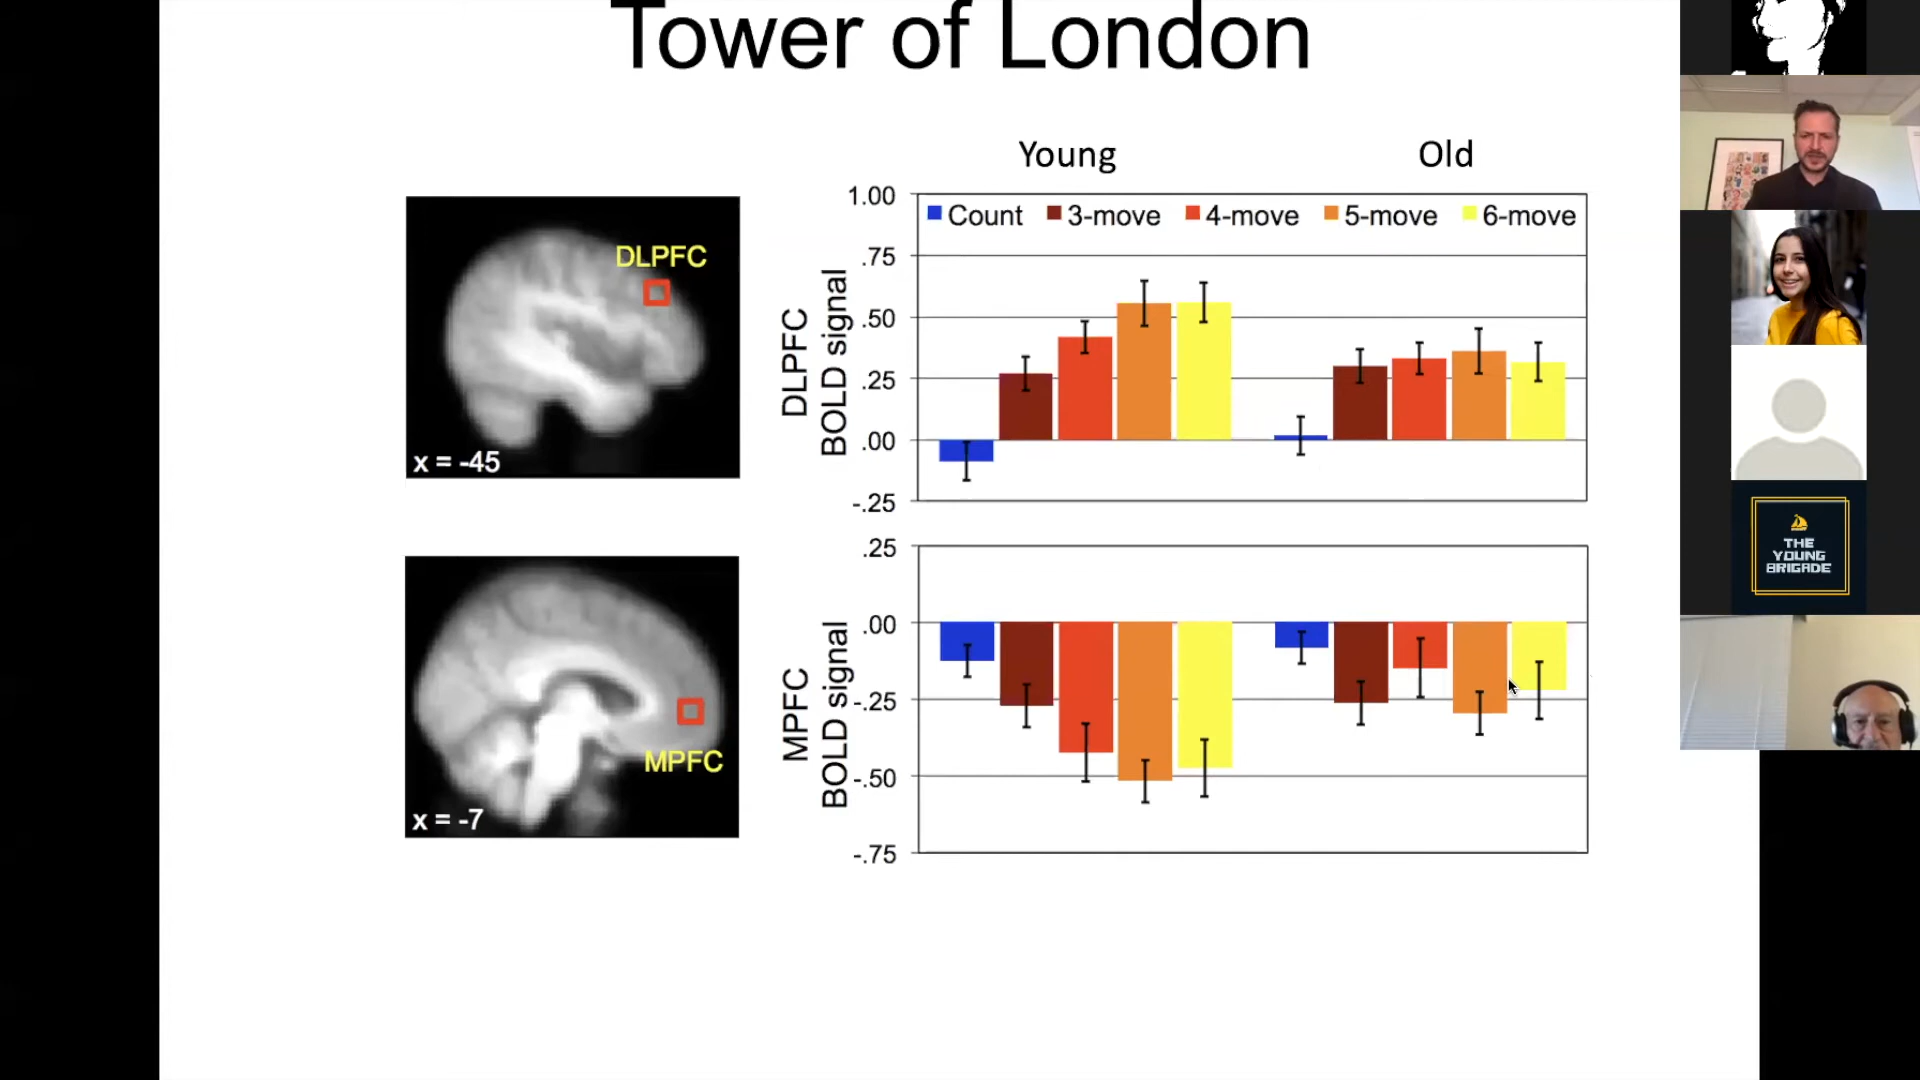 Tower of London
Young
Old
DLPFC
x = -45
DLPFC
BOLD signal
1.00
.75
.50
.25
.00
-.25
Count 3-move 4-move 5-move 6-move
MPFC
x = -7
MPFC
BOLD signal
.25
.00
-.25
-.50
-.75
THE
YOUNG
BRIGADE